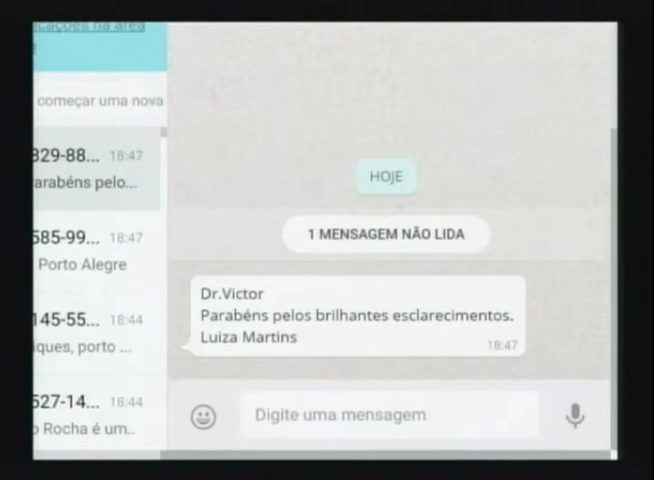 área
começar uma nova
829-88... 18:47
arabéns pelo...
585-99... 18:47
Porto Alegre
145-55... 18:44
iques, porto ...
527-14... 18:44
Rocha é um..
HOJE
1 MENSAGEM NÃO LIDA
Dr.Victor
Parabéns pelos brilhantes esclarecimentos.
Luiza Martins
18:47
Digite uma mensagem